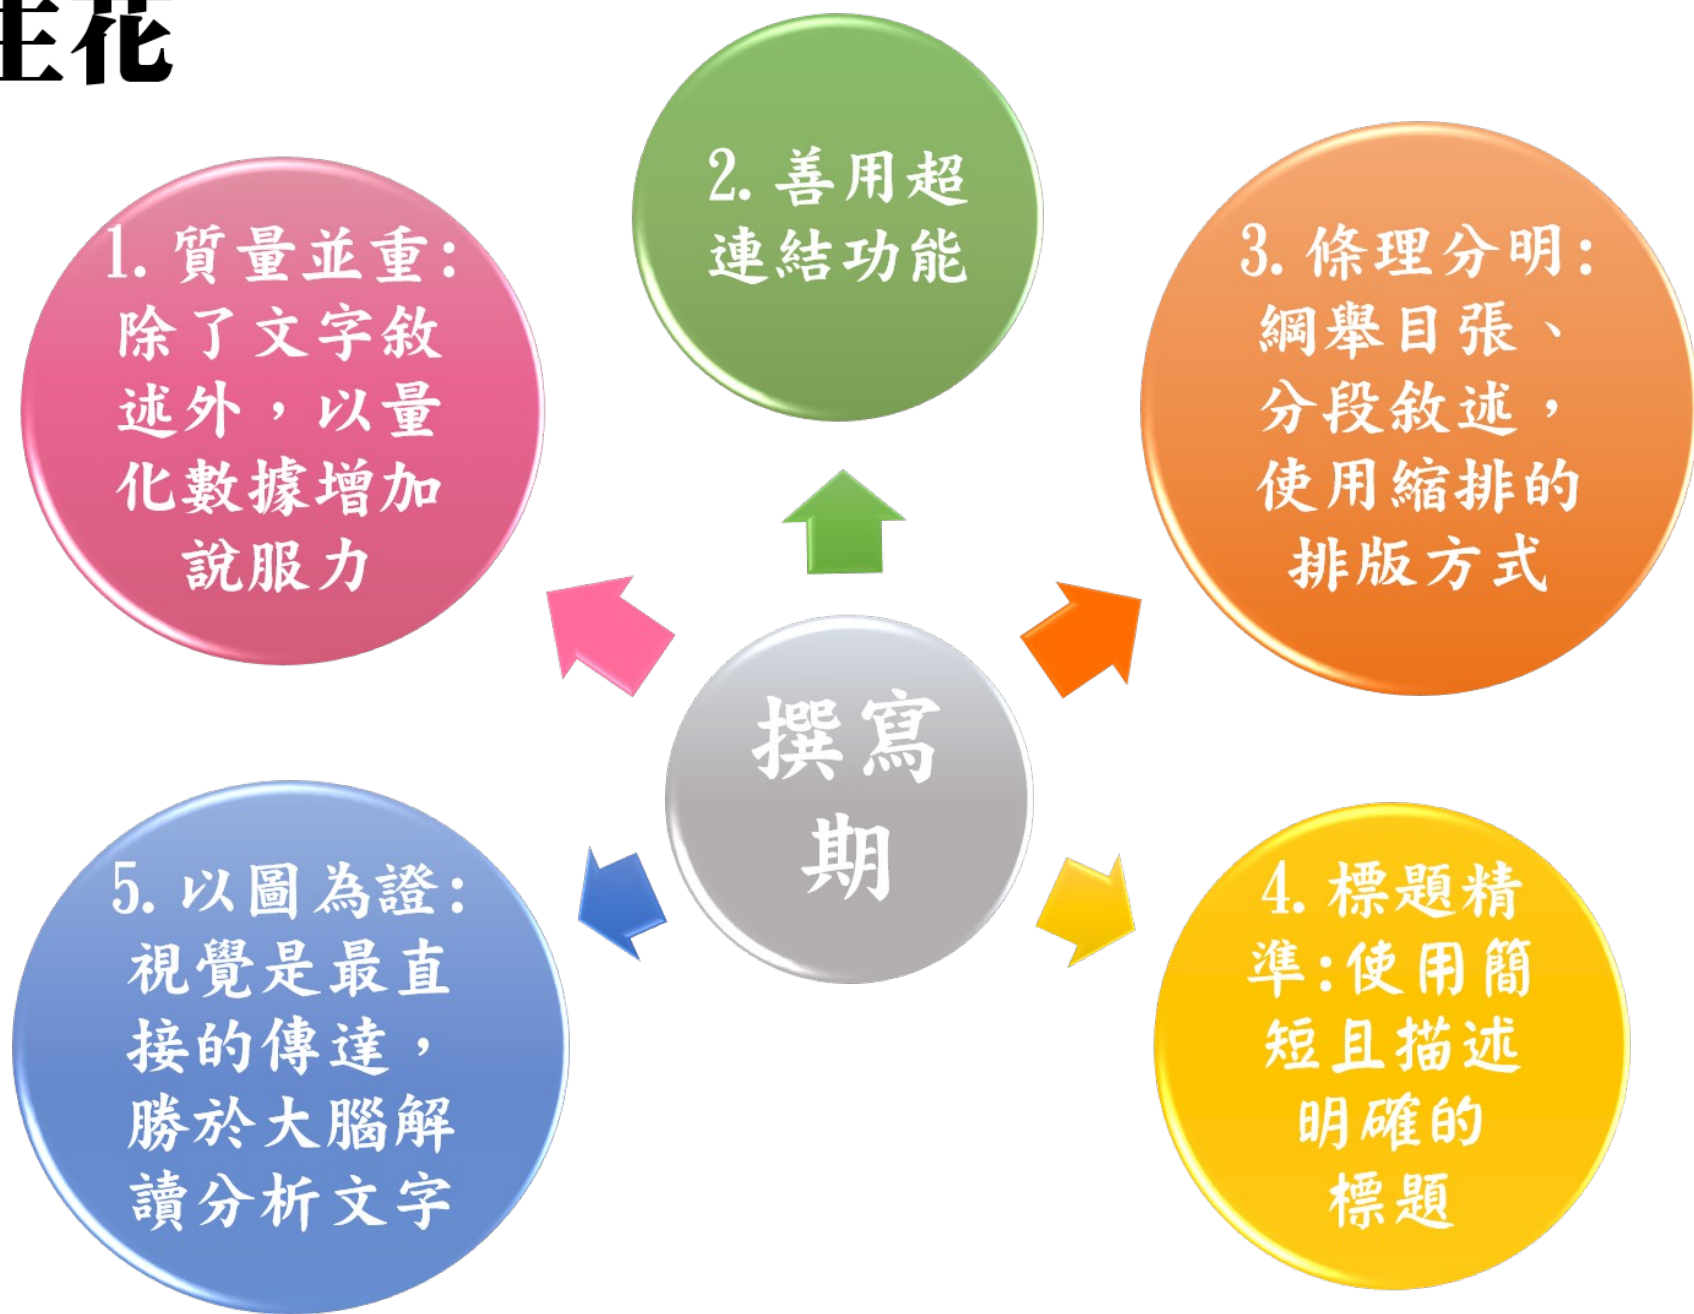 生花
1. 質量並重:
除了文字敘
述外，以量
化數據增加
說服力
2. 善用超
連結功能
3. 條理分明:
綱舉目張、
分段敘述，
使用縮排的
排版方式
撰寫
期
4. 標題精
準:使用簡
短且描述
明確的
標題
5. 以圖為證:
視覺是最直
接的傳達，
勝於大腦解
讀分析文字